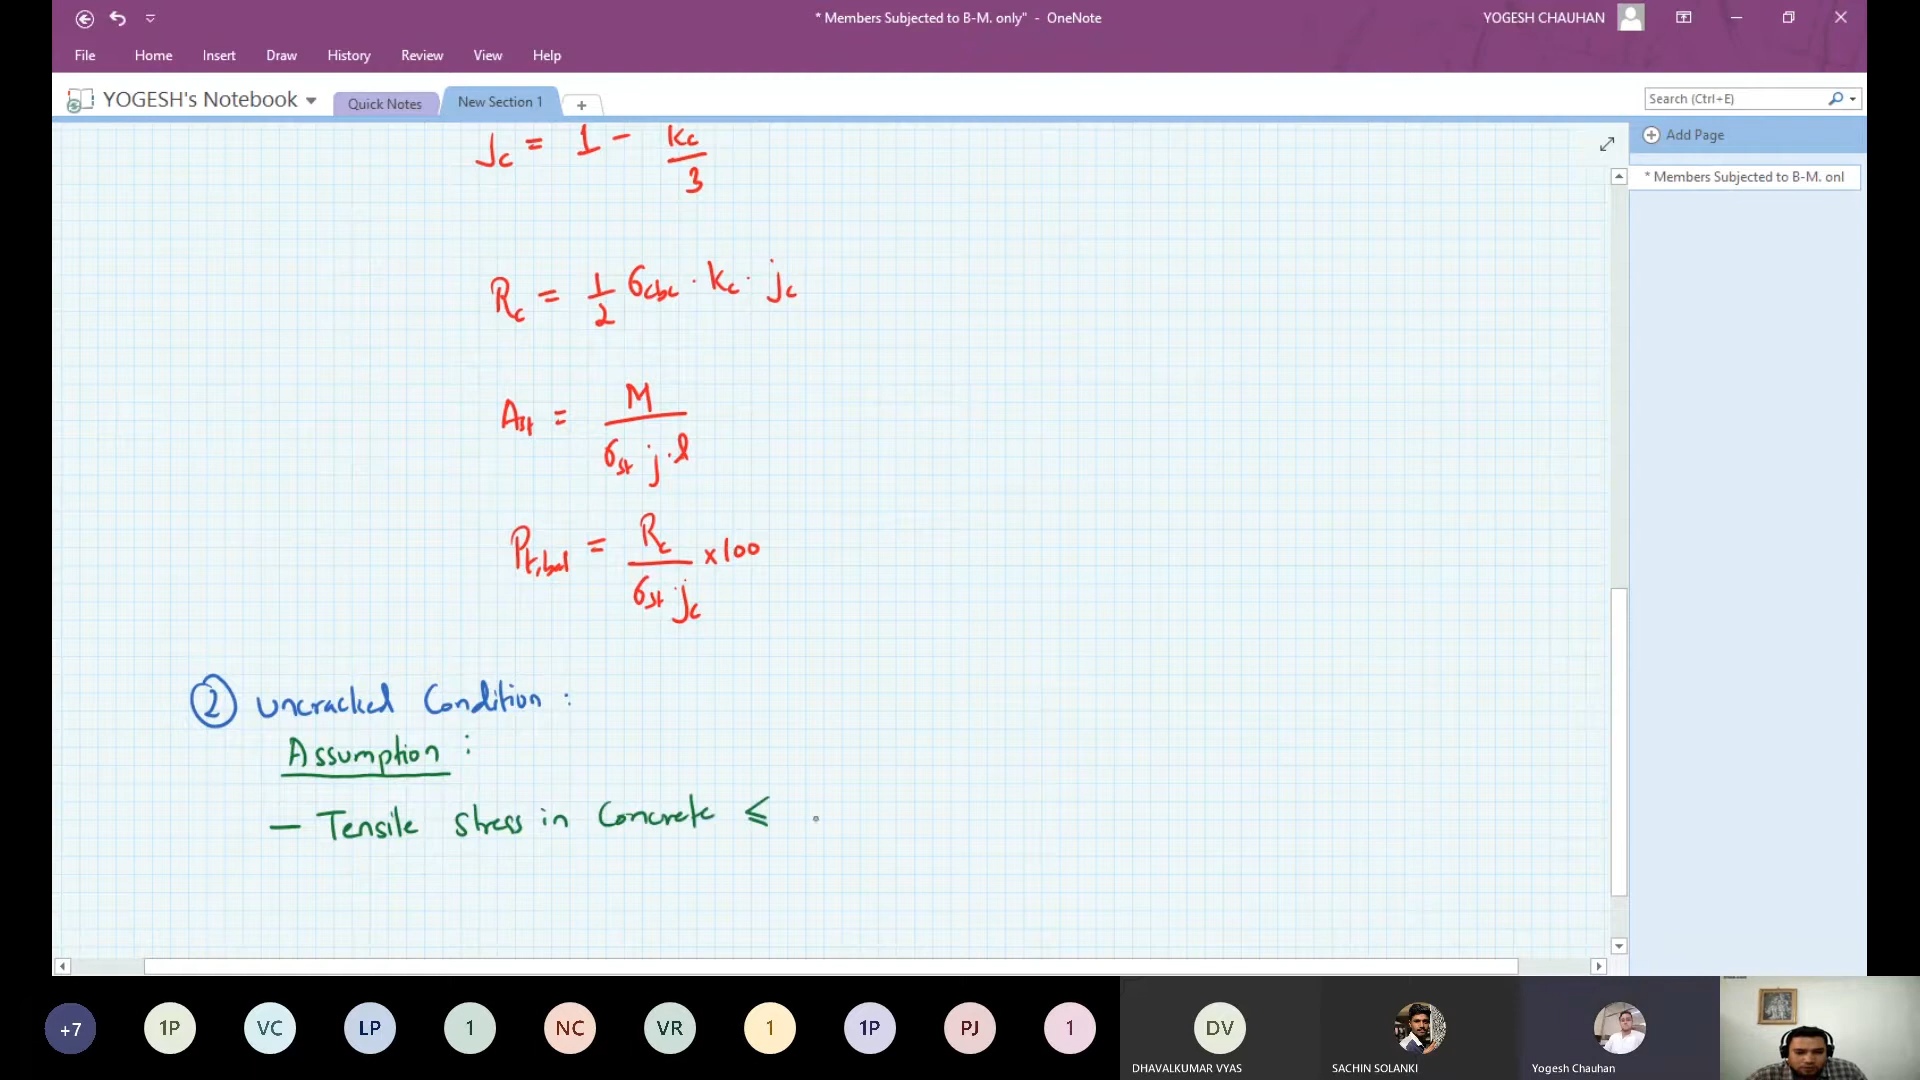 * Members Subjected to B-M. only" - OneNote
YOGESH CHAUHAN
File Home Insert Draw History Review View Help
YOGESH's Notebook
Quick Notes
New Section 1
+
Search (Ctrl+E)
Add Page
* Members Subjected to B-M. onl
jc = 1 - kc/3
Rc = 1/2 σcbc · kc · jc
Ast = M / σst j·d
Pt,bal = Rc / σst · jc × 100
② Uncracked Condition :
Assumption :
— Tensile stress in Concrete ≤
+7
1P
VC
LP
1
NC
VR
1
1P
PJ
1
DV
DHAVALKUMAR VYAS
SACHIN SOLANKI
Yogesh Chauhan